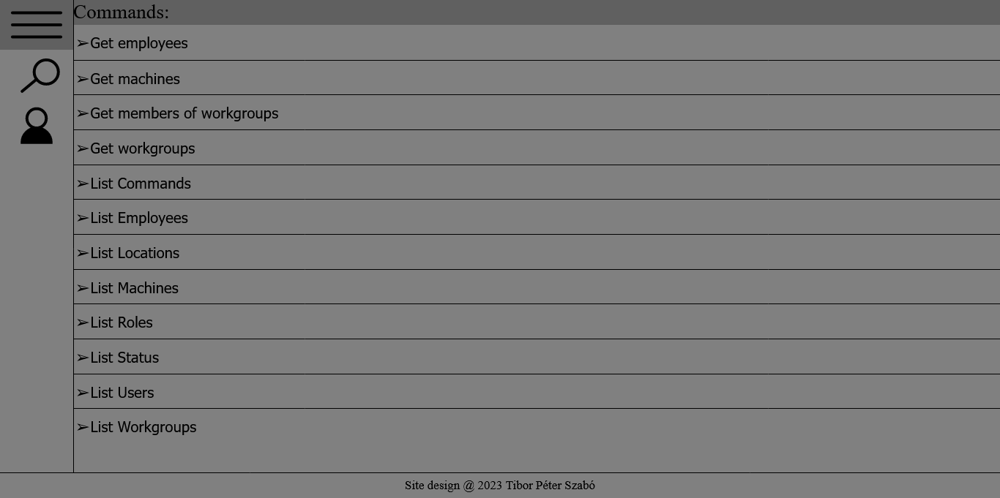 Commands:
➢Get employees
➢Get machines
➢Get members of workgroups
➢Get workgroups
➢List Commands
➢List Employees
➢List Locations
➢List Machines
➢List Roles
➢List Status
➢List Users
➢List Workgroups
Site design @ 2023 Tibor Péter Szabó